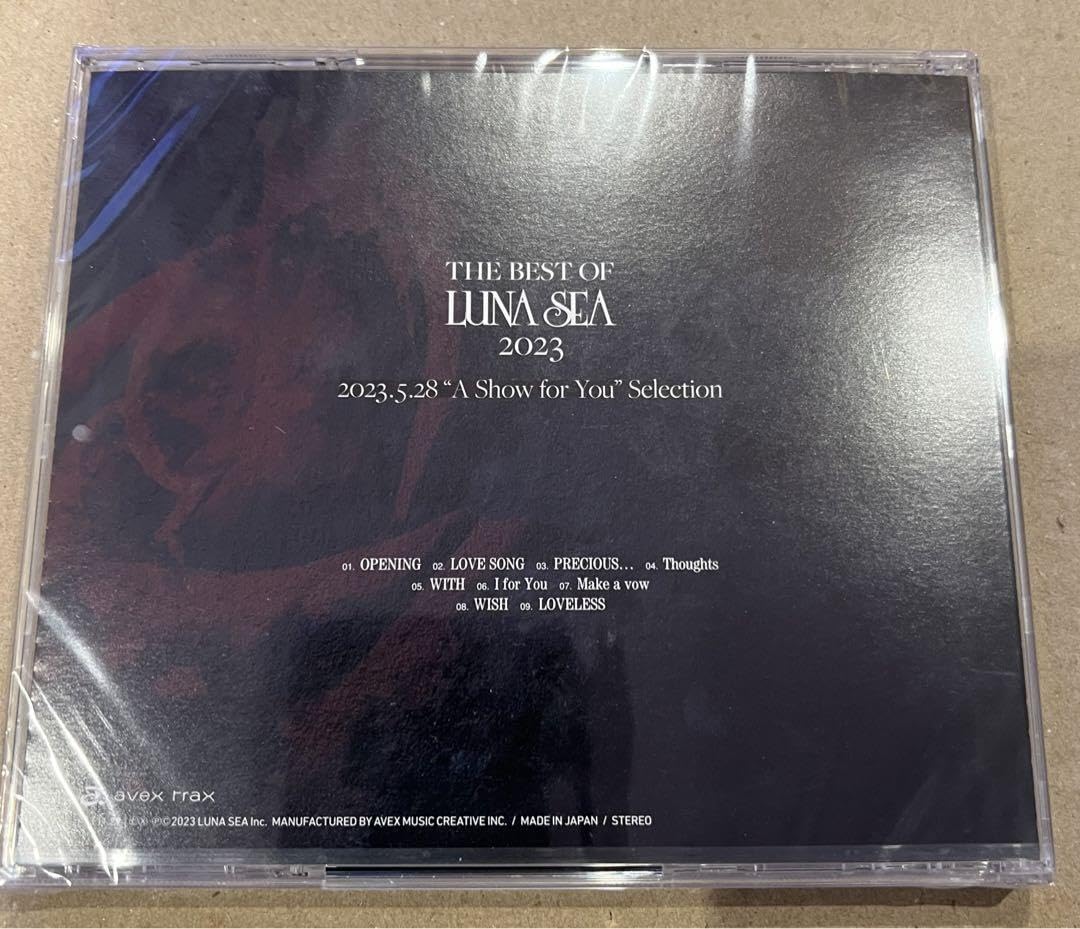 THE BEST OF
LUNA SEA
2023
2023.5.28 “A Show for You” Selection
01. OPENING 02. LOVE SONG 03. PRECIOUS... 04. Thoughts
05. WITH 06. I for You 07. Make a vow
08. WISH 09. LOVELESS
avex trax
℗©2023 LUNA SEA Inc. MANUFACTURED BY AVEX MUSIC CREATIVE INC. / MADE IN JAPAN / STEREO